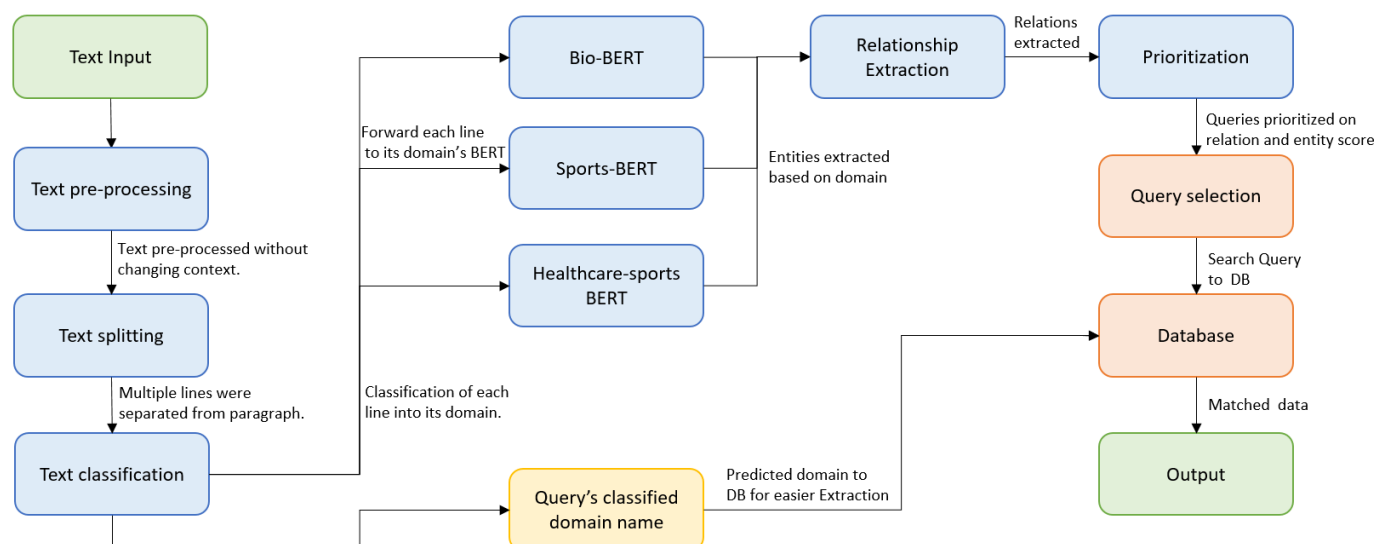 Text Input
Text pre-processing
Text pre-processed without
changing context.
Text splitting
Multiple lines were
separated from paragraph.
Text classification
Classification of each
line into its domain.
Forward each line
to its domain's BERT
Bio-BERT
Sports-BERT
Healthcare-sports
BERT
Entities extracted
based on domain
Relationship
Extraction
Relations
extracted
Prioritization
Queries prioritized on
relation and entity score
Query selection
Search Query
to DB
Query's classified
domain name
Predicted domain to
DB for easier Extraction
Database
Matched data
Output